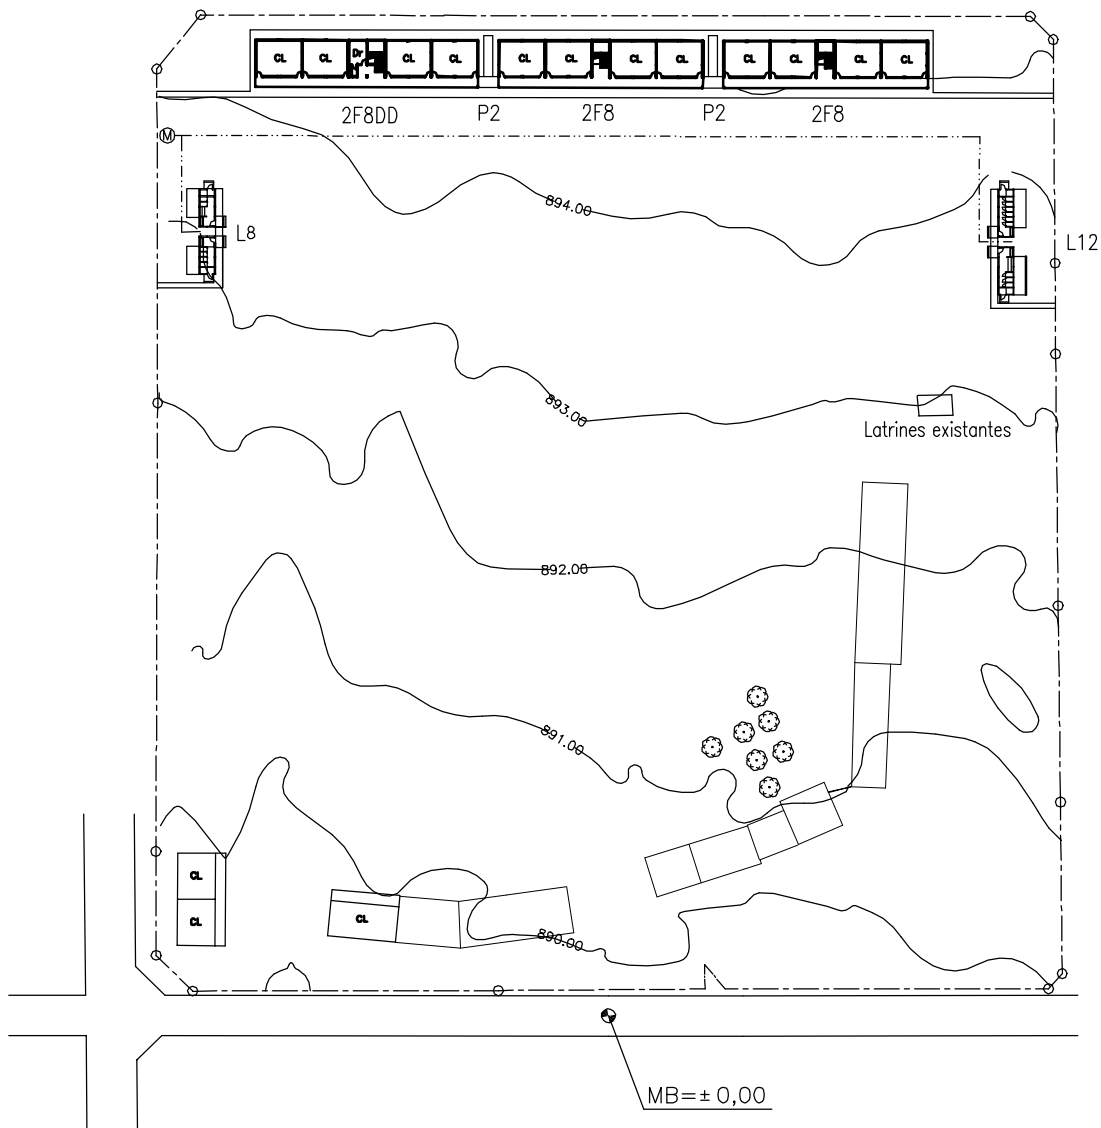 CL CL Dr CL CL CL CL CL CL CL CL CL CL
2F8DD P2 2F8 P2 2F8
M
894.00
L8
L12
893.00
Latrines existantes
892.00
891.00
CL
CL
CL
890.00
MB=± 0,00